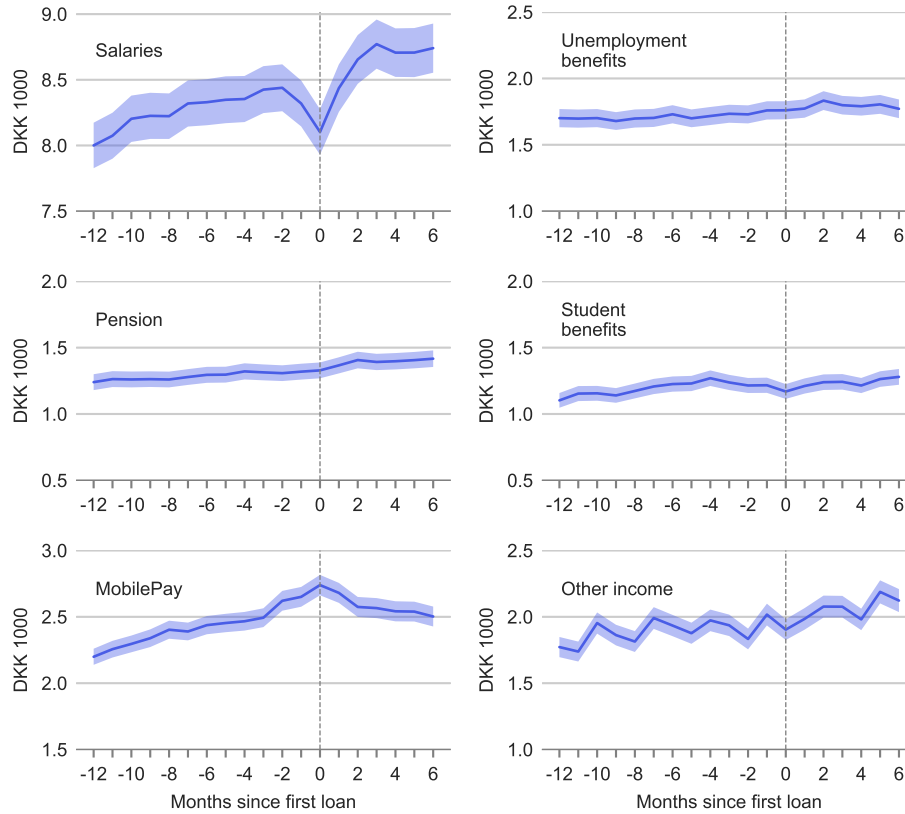 9.0
8.5
8.0
7.5
DKK 1000
Salaries
-12 -10 -8 -6 -4 -2 0 2 4 6
2.5
2.0
1.5
1.0
DKK 1000
Unemployment
benefits
-12 -10 -8 -6 -4 -2 0 2 4 6
2.0
1.5
1.0
0.5
DKK 1000
Pension
-12 -10 -8 -6 -4 -2 0 2 4 6
2.0
1.5
1.0
0.5
DKK 1000
Student
benefits
-12 -10 -8 -6 -4 -2 0 2 4 6
3.0
2.5
2.0
1.5
DKK 1000
MobilePay
-12 -10 -8 -6 -4 -2 0 2 4 6
Months since first loan
2.5
2.0
1.5
1.0
DKK 1000
Other income
-12 -10 -8 -6 -4 -2 0 2 4 6
Months since first loan